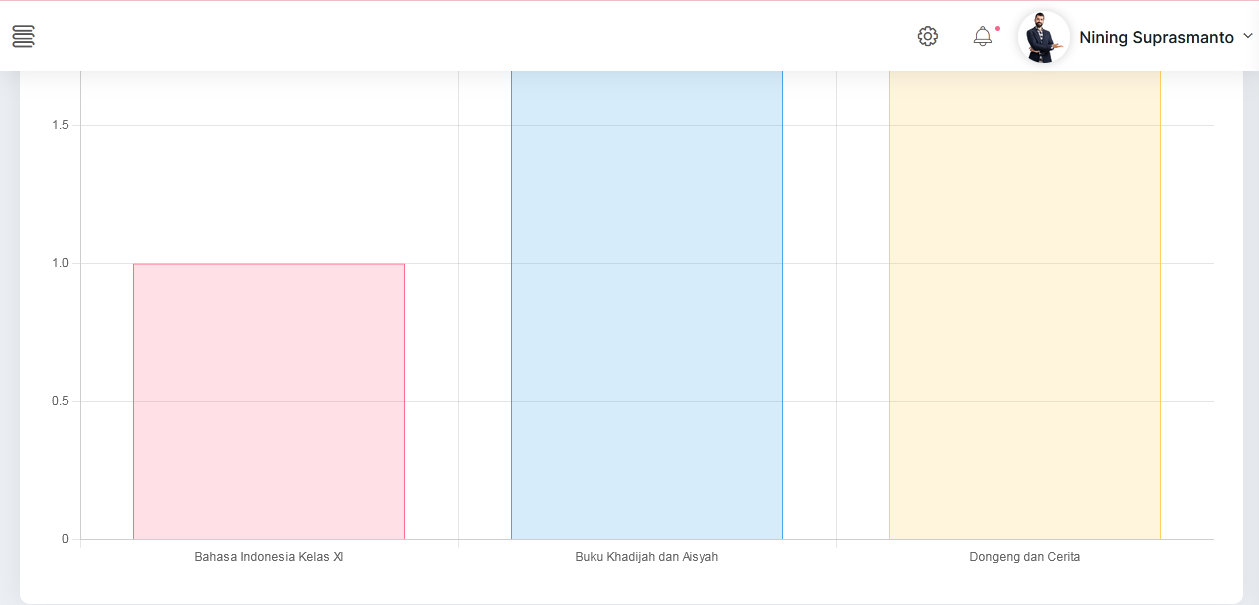 Nining Suprasmanto
1.5
1.0
0.5
0
Bahasa Indonesia Kelas XI
Buku Khadijah dan Aisyah
Dongeng dan Cerita